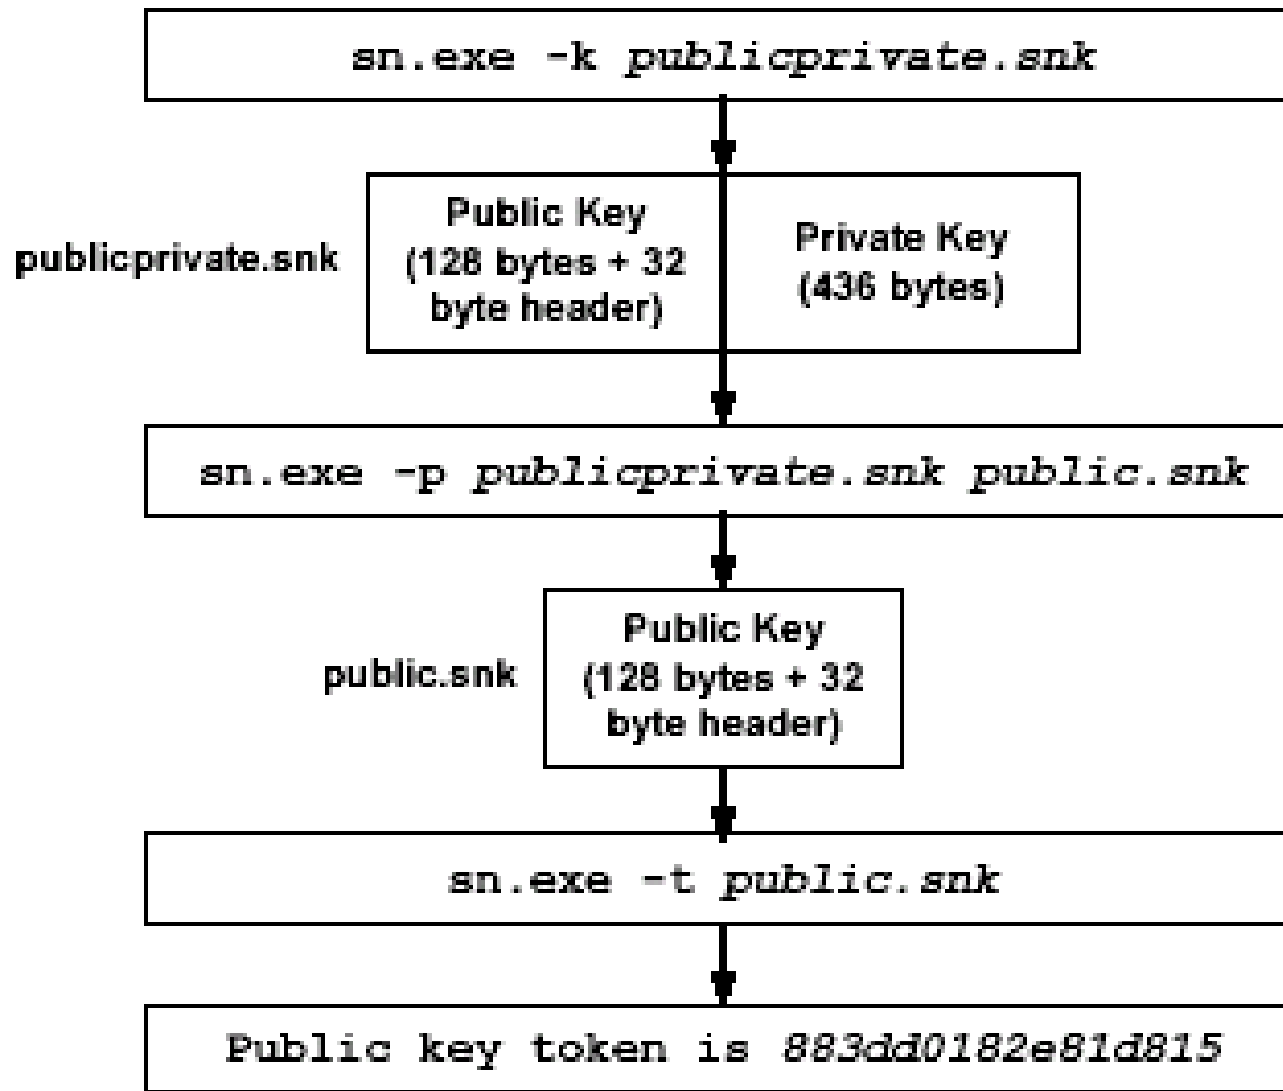 sn.exe -k publicprivate.snk
publicprivate.snk
Public Key
(128 bytes + 32
byte header)
Private Key
(436 bytes)
sn.exe -p publicprivate.snk public.snk
public.snk
Public Key
(128 bytes + 32
byte header)
sn.exe -t public.snk
Public key token is 883dd0182e81d815